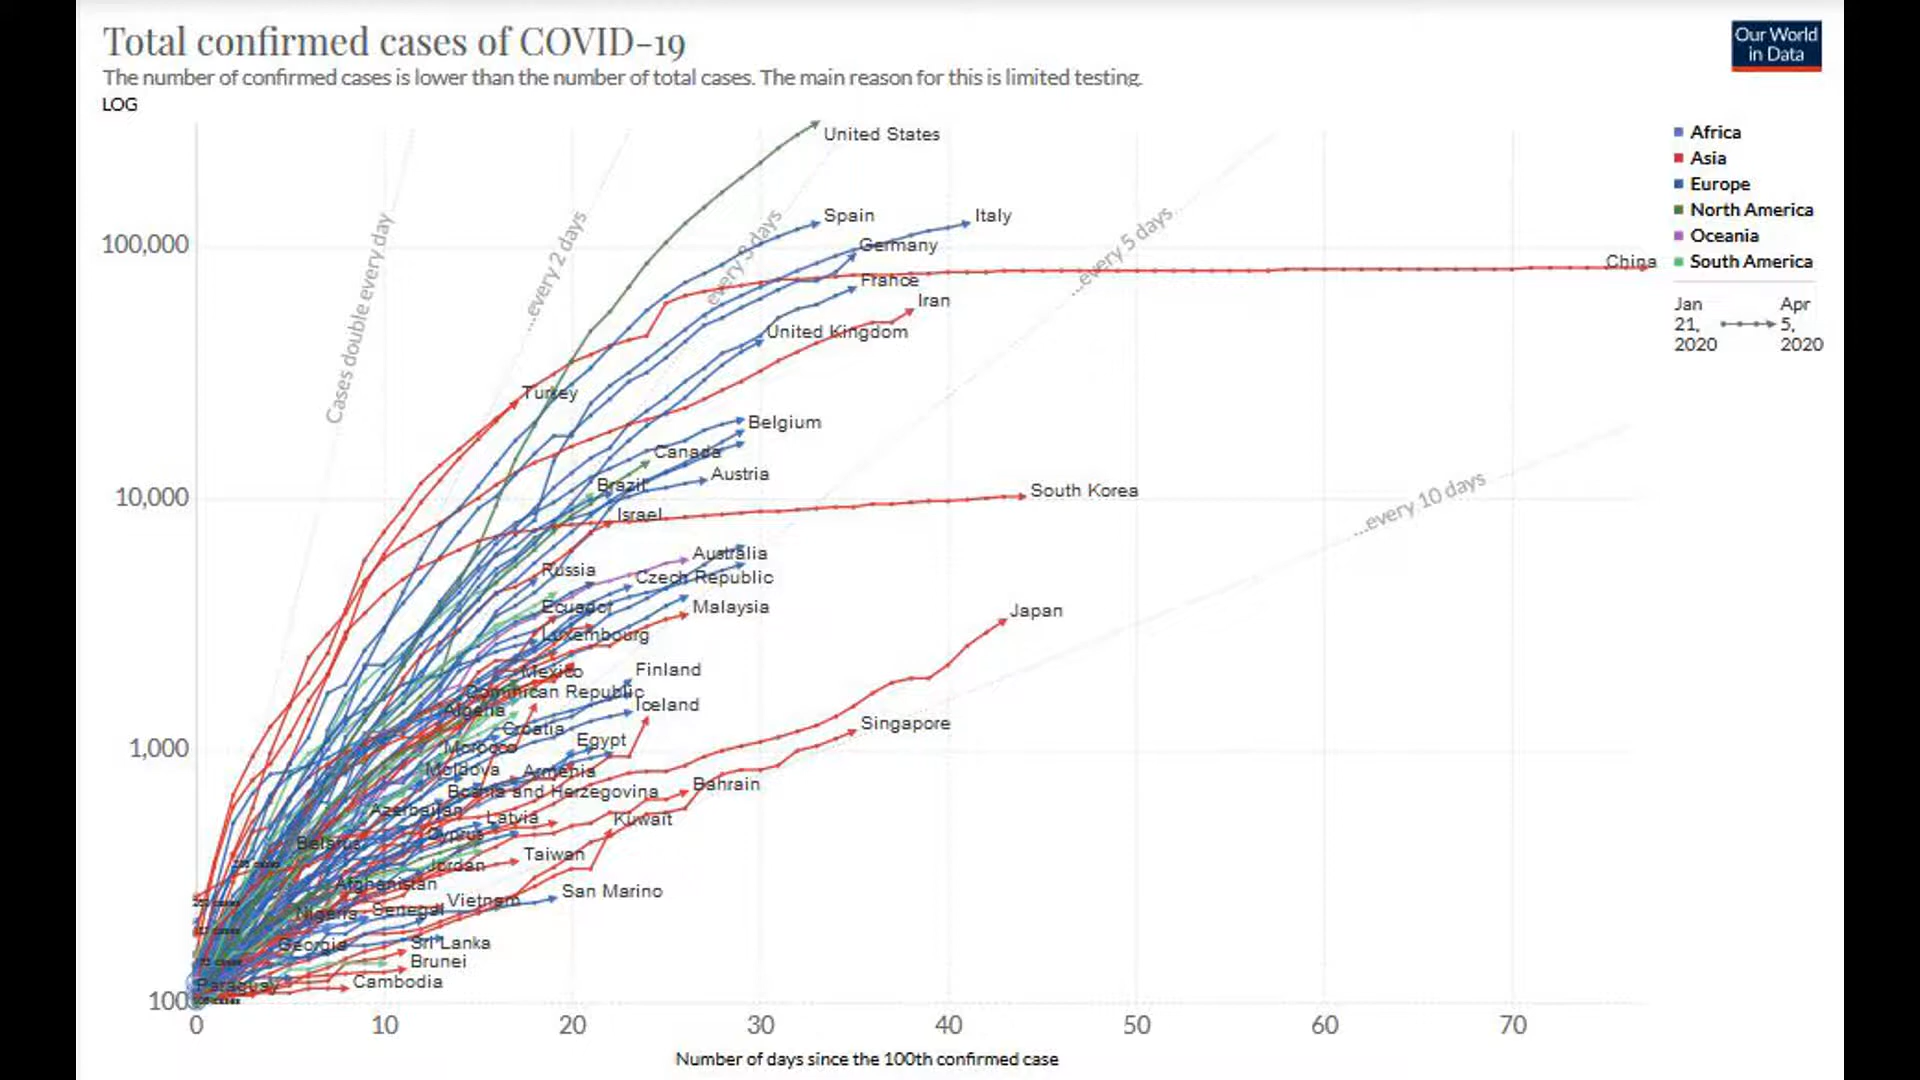 Total confirmed cases of COVID-19
Our World
in Data
The number of confirmed cases is lower than the number of total cases. The main reason for this is limited testing.
LOG
United States
Africa
Asia
Europe
North America
Oceania
South America
Jan
21,
2020
Apr
5,
2020
Cases double every day
...every 2 days
every 3 days
...every 5 days
...every 10 days
Spain
Italy
100,000
Germany
China
France
Iran
United Kingdom
Turkey
Belgium
Canada
Austria
Brazil
South Korea
10,000
Israel
Australia
Russia
Czech Republic
Ecuador
Malaysia
Japan
Luxembourg
Mexico
Finland
Dominican Republic
Iceland
Algeria
Singapore
Croatia
Egypt
Morocco
1,000
Moldova
Armenia
Bosnia and Herzegovina
Bahrain
Azerbaijan
Latvia
Kuwait
Cyprus
Belarus
Taiwan
Jordan
Afghanistan
San Marino
Vietnam
Nigeria
Senegal
Georgia
Sri Lanka
Brunei
Paraguay
Cambodia
100
0
10
20
30
40
50
60
70
Number of days since the 100th confirmed case